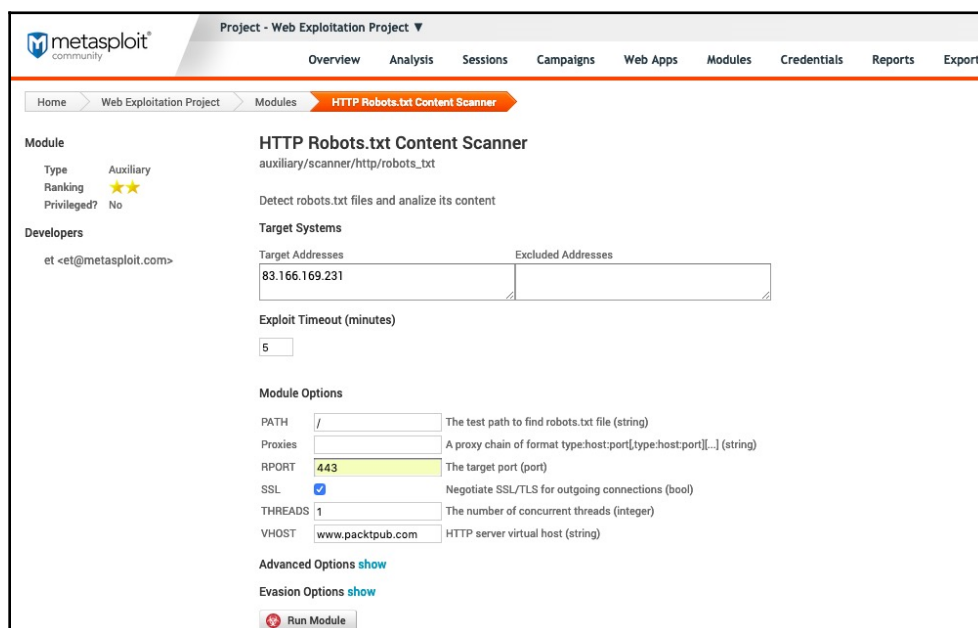 metasploit®
community
Project - Web Exploitation Project ▼
Overview Analysis Sessions Campaigns Web Apps Modules Credentials Reports Export
Home Web Exploitation Project Modules HTTP Robots.txt Content Scanner
Module
Type Auxiliary
Ranking
Privileged? No
Developers
et <et@metasploit.com>
HTTP Robots.txt Content Scanner
auxiliary/scanner/http/robots_txt
Detect robots.txt files and analize its content
Target Systems
Target Addresses Excluded Addresses
83.166.169.231
Exploit Timeout (minutes)
5
Module Options
PATH / The test path to find robots.txt file (string)
Proxies A proxy chain of format type:host:port[,type:host:port][...] (string)
RPORT 443 The target port (port)
SSL Negotiate SSL/TLS for outgoing connections (bool)
THREADS 1 The number of concurrent threads (integer)
VHOST www.packtpub.com HTTP server virtual host (string)
Advanced Options show
Evasion Options show
Run Module